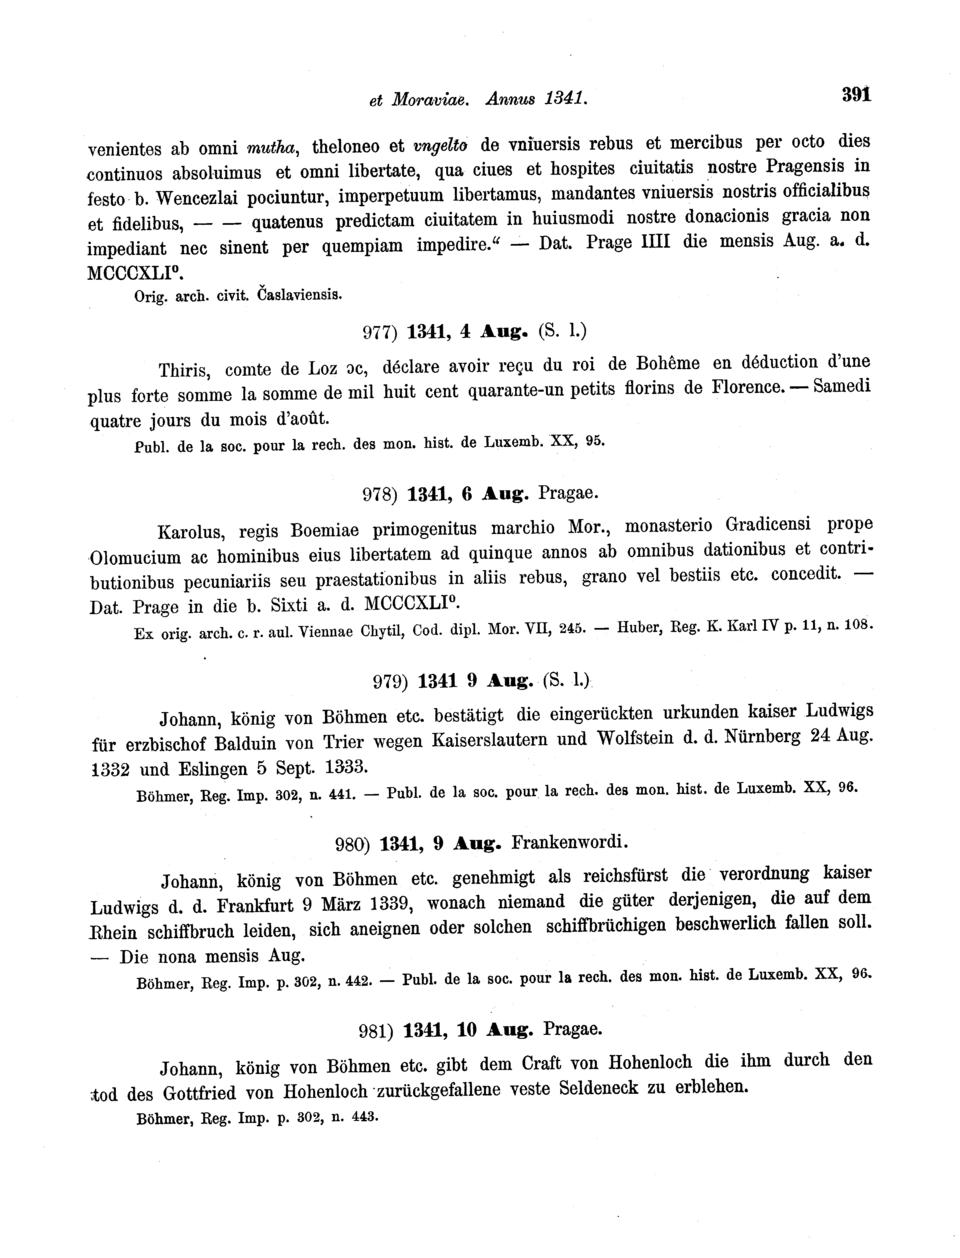 et Moraviae. Annus 1341. 391
venientes ab omni mutha, theloneo et vngelto de vniuersis rebus et mercibus per octo dies
continuos absoluimus et omni libertate, qua ciues et hospites ciuitatis nostre Pragensis in
festo b. Wencezlai pociuntur, imperpetuum libertamus, mandantes vniuersis nostris officialibus
et fidelibus, — — quatenus predictam ciuitatem in huiusmodi nostre donacionis gracia non
impediant nec sinent per quempiam impedire.“ — Dat. Prage IIII die mensis Aug. a. d.
MCCCXLI⁰.
Orig. arch. civit. Časlaviensis.
977) 1341, 4 Aug. (S. l.)
Thiris, comte de Loz ɔc, déclare avoir reçu du roi de Bohême en déduction d'une
plus forte somme la somme de mil huit cent quarante-un petits florins de Florence. — Samedi
quatre jours du mois d'août.
Publ. de la soc. pour la rech. des mon. hist. de Luxemb. XX, 95.
978) 1341, 6 Aug. Pragae.
Karolus, regis Boemiae primogenitus marchio Mor., monasterio Gradicensi prope
Olomucium ac hominibus eius libertatem ad quinque annos ab omnibus dationibus et contri-
butionibus pecuniariis seu praestationibus in aliis rebus, grano vel bestiis etc. concedit. —
Dat. Prage in die b. Sixti a. d. MCCCXLI⁰.
Ex orig. arch. c. r. aul. Viennae Chytil, Cod. dipl. Mor. VII, 245. — Huber, Reg. K. Karl IV p. 11, n. 108.
979) 1341 9 Aug. (S. l.)
Johann, könig von Böhmen etc. bestätigt die eingerückten urkunden kaiser Ludwigs
für erzbischof Balduin von Trier wegen Kaiserslautern und Wolfstein d. d. Nürnberg 24 Aug.
1332 und Eslingen 5 Sept. 1333.
Böhmer, Reg. Imp. 302, n. 441. — Publ. de la soc. pour la rech. des mon. hist. de Luxemb. XX, 96.
980) 1341, 9 Aug. Frankenwordi.
Johann, könig von Böhmen etc. genehmigt als reichsfürst die verordnung kaiser
Ludwigs d. d. Frankfurt 9 März 1339, wonach niemand die güter derjenigen, die auf dem
Rhein schiffbruch leiden, sich aneignen oder solchen schiffbrüchigen beschwerlich fallen soll.
— Die nona mensis Aug.
Böhmer, Reg. Imp. p. 302, n. 442. — Publ. de la soc. pour la rech. des mon. hist. de Luxemb. XX, 96.
981) 1341, 10 Aug. Pragae.
Johann, könig von Böhmen etc. gibt dem Craft von Hohenloch die ihm durch den
tod des Gottfried von Hohenloch zurückgefallene veste Seldeneck zu erblehen.
Böhmer, Reg. Imp. p. 302, n. 443.